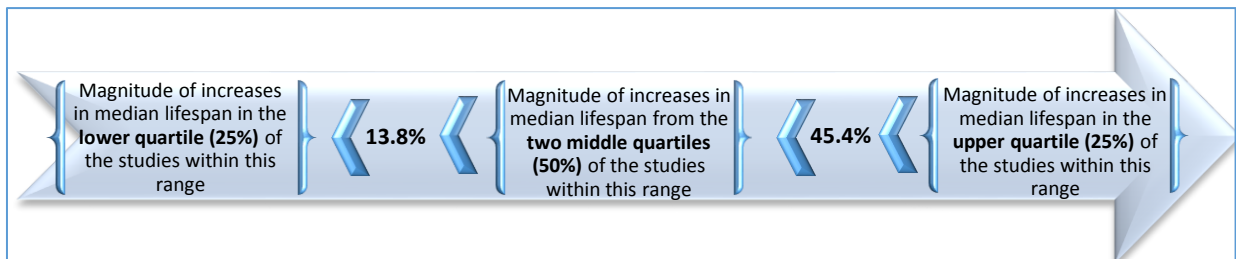 Magnitude of increases
in median lifespan in the
lower quartile (25%) of
the studies within this
range
13.8%
Magnitude of increases in
median lifespan from the
two middle quartiles
(50%) of the studies
within this range
45.4%
Magnitude of increases in
median lifespan in the
upper quartile (25%) of
the studies within this
range